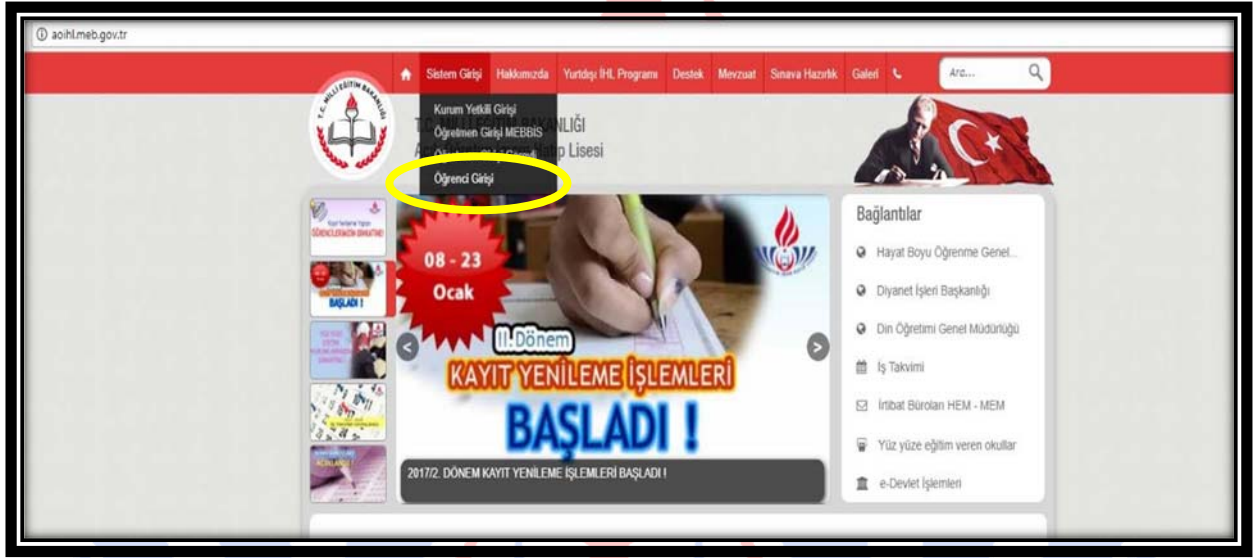 aoihl.meb.gov.tr
Sistem Girişi Hakkımızda Yurtdışı İHL Programı Destek Mevzuat Sınava Hazırlık Galeri
Ara...
Kurum Yetkili Girişi
Öğretmen Girişi MEBBİS
Öğrenci Girişi
T.C. MİLLİ EĞİTİM BAKANLIĞI
Lisesi
08 - 23
Ocak
II. Dönem
KAYIT YENİLEME İŞLEMLERİ
BAŞLADI !
2017/2. DÖNEM KAYIT YENİLEME İŞLEMLERİ BAŞLADI !
BAŞLADI !
Bağlantılar
Hayat Boyu Öğrenme Genel...
Diyanet İşleri Başkanlığı
Din Öğretimi Genel Müdürlüğü
İş Takvimi
İrtibat Büroları HEM - MEM
Yüz yüze eğitim veren okullar
e-Devlet İşlemleri